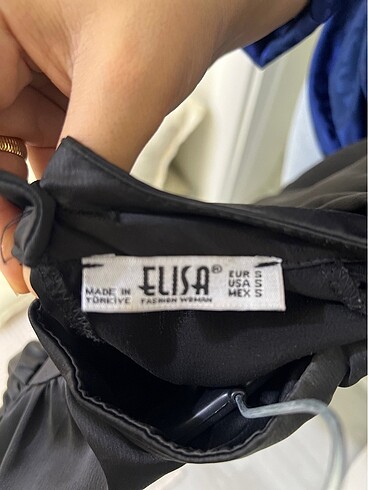 ELISA®
FASHION WOMAN
MADE IN
TÜRKİYE
EUR S
USA S
MEX S